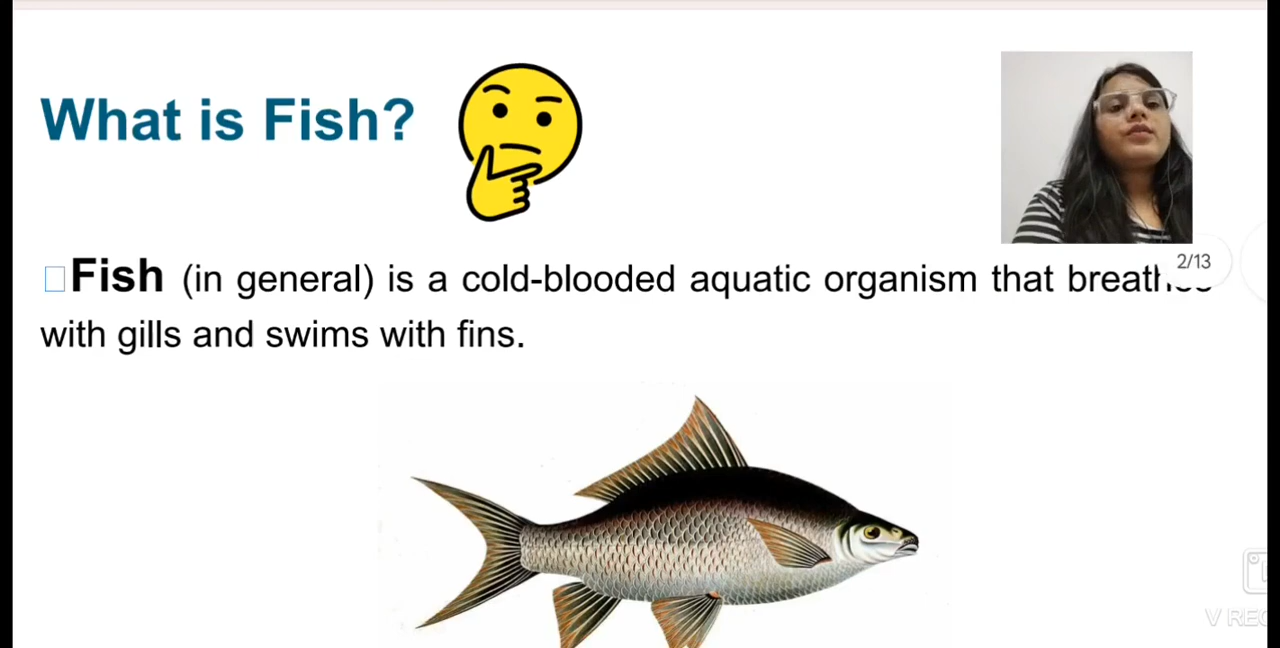 What is Fish?
Fish (in general) is a cold-blooded aquatic organism that
with gills and swims with fins.
2/13